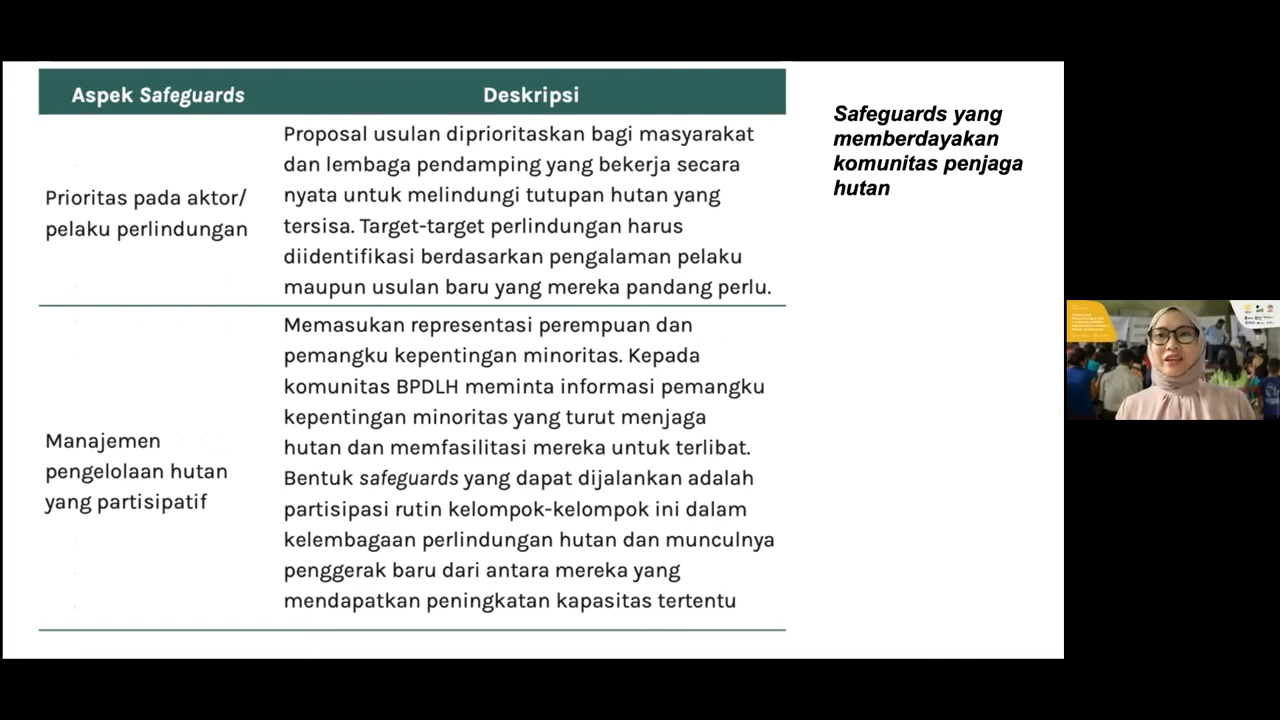 Aspek Safeguards
Deskripsi
Prioritas pada aktor/
pelaku perlindungan
Proposal usulan diprioritaskan bagi masyarakat
dan lembaga pendamping yang bekerja secara
nyata untuk melindungi tutupan hutan yang
tersisa. Target-target perlindungan harus
diidentifikasi berdasarkan pengalaman pelaku
maupun usulan baru yang mereka pandang perlu.
Manajemen
pengelolaan hutan
yang partisipatif
Memasukan representasi perempuan dan
pemangku kepentingan minoritas. Kepada
komunitas BPDLH meminta informasi pemangku
kepentingan minoritas yang turut menjaga
hutan dan memfasilitasi mereka untuk terlibat.
Bentuk safeguards yang dapat dijalankan adalah
partisipasi rutin kelompok-kelompok ini dalam
kelembagaan perlindungan hutan dan munculnya
penggerak baru dari antara mereka yang
mendapatkan peningkatan kapasitas tertentu
Safeguards yang
memberdayakan
komunitas penjaga
hutan